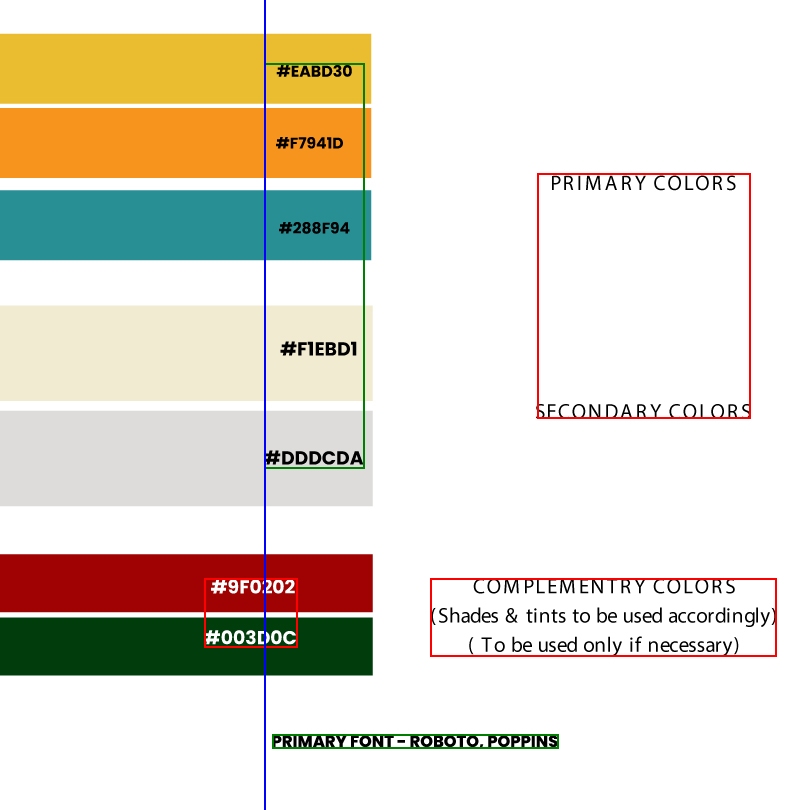 #EABD30
#F7941D
PRIMARY COLORS
#288F94
#F1EBD1
SECONDARY COLORS
#DDDCDA
#9F0202
COMPLEMENTRY COLORS
(Shades & tints to be used accordingly)
#003D0C
( To be used only if necessary)
PRIMARY FONT - ROBOTO, POPPINS